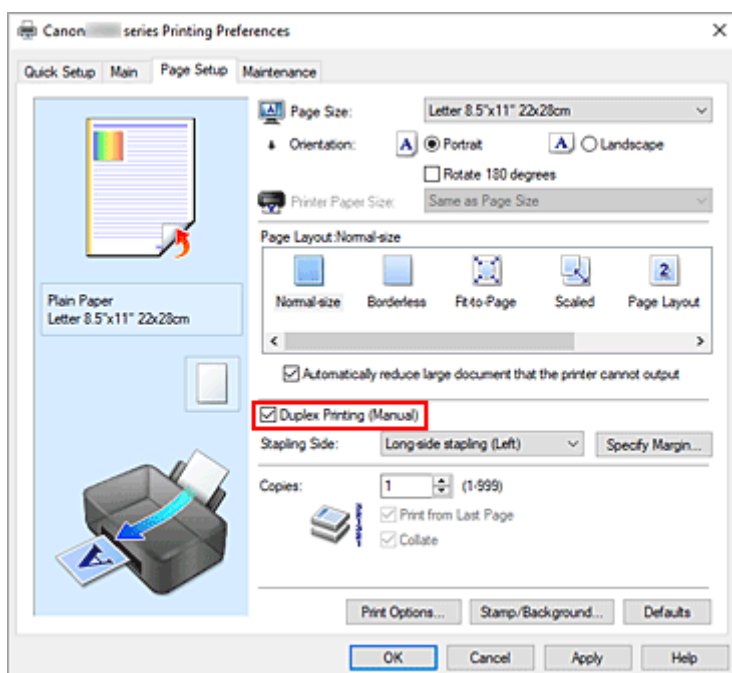 Canon series Printing Preferences
Quick Setup Main Page Setup Maintenance
Page Size: Letter 8.5"x11" 22x28cm
Orientation: A Portrait A Landscape
Rotate 180 degrees
Printer Paper Size: Same as Page Size
Page Layout:Normal-size
Normal-size Borderless Fit-to-Page Scaled 2 Page Layout
Automatically reduce large document that the printer cannot output
Plain Paper
Letter 8.5"x11" 22x28cm
Duplex Printing (Manual)
Stapling Side: Long-side stapling (Left) Specify Margin...
Copies: 1 (1-999)
Print from Last Page
Collate
A
Print Options... Stamp/Background... Defaults
OK Cancel Apply Help